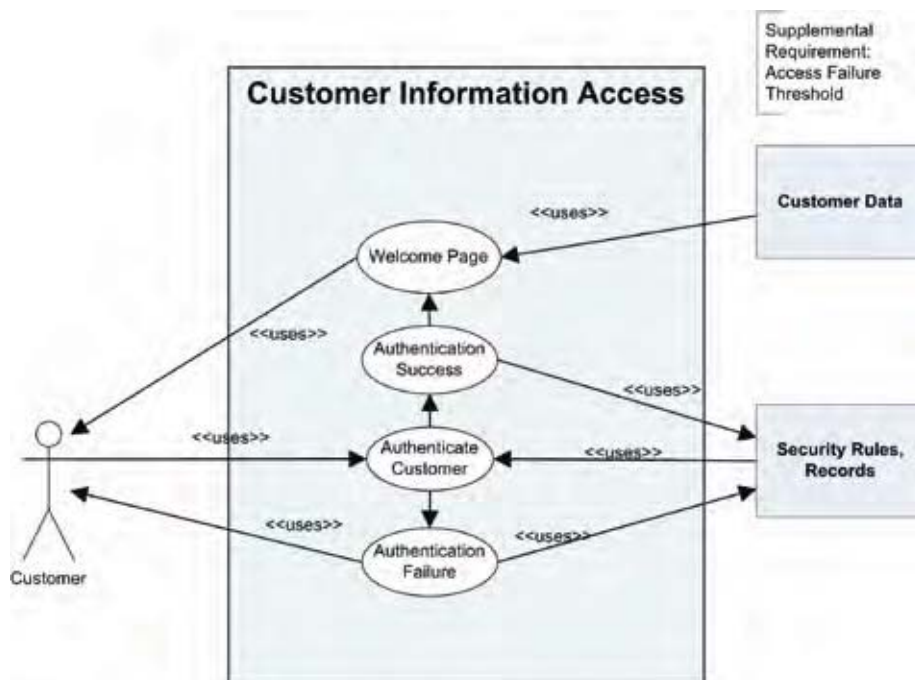 Supplemental
Requirement:
Access Failure
Threshold
Customer Information Access
Customer Data
<<uses>>
Welcome Page
<<uses>>
Authentication
Success
<<uses>>
<<uses>>
Authenticate
Customer
<<uses>>
Security Rules,
Records
<<uses>>
Authentication
Failure
<<uses>>
Customer